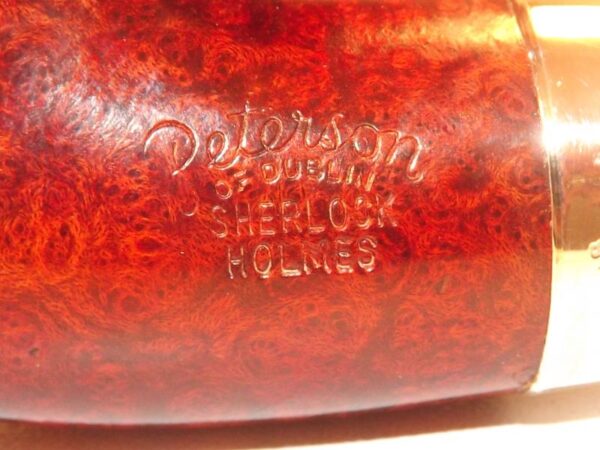 Peterson
OF DUBLIN
SHERLOCK
HOLMES